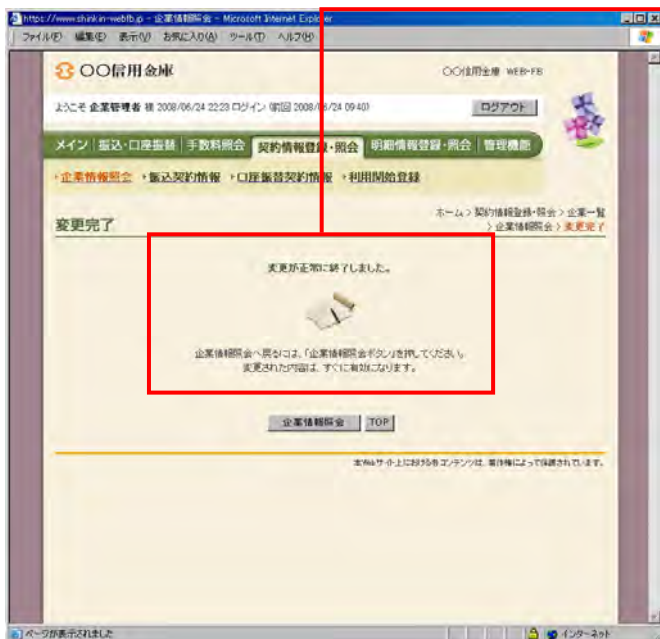 https://www.shinkin-webfb.jp - 企業情報照会 - Microsoft Internet Explorer
ファイル(F) 編集(E) 表示(V) お気に入り(A) ツール(T) ヘルプ(H)
〇〇信用金庫
〇〇信用金庫 WEB-FB
ようこそ 企業管理者 様 2008/06/24 22:23 ログイン (前回 2008/06/24 09:40)
ログアウト
メイン 振込・口座振替 手数料照会 契約情報登録・照会 明細情報登録・照会 管理機能
企業情報照会 振込契約情報 口座振替契約情報 利用開始登録
ホーム > 契約情報登録・照会 > 企業一覧
> 企業情報照会 > 変更完了
変更完了
変更が正常に終了しました。
企業情報照会へ戻るには、「企業情報照会ボタン」を押してください。
変更された内容は、すぐに有効になります。
企業情報照会 TOP
本Webサイト上における各コンテンツは、著作権によって保護されています。
ページが表示されました
インターネット